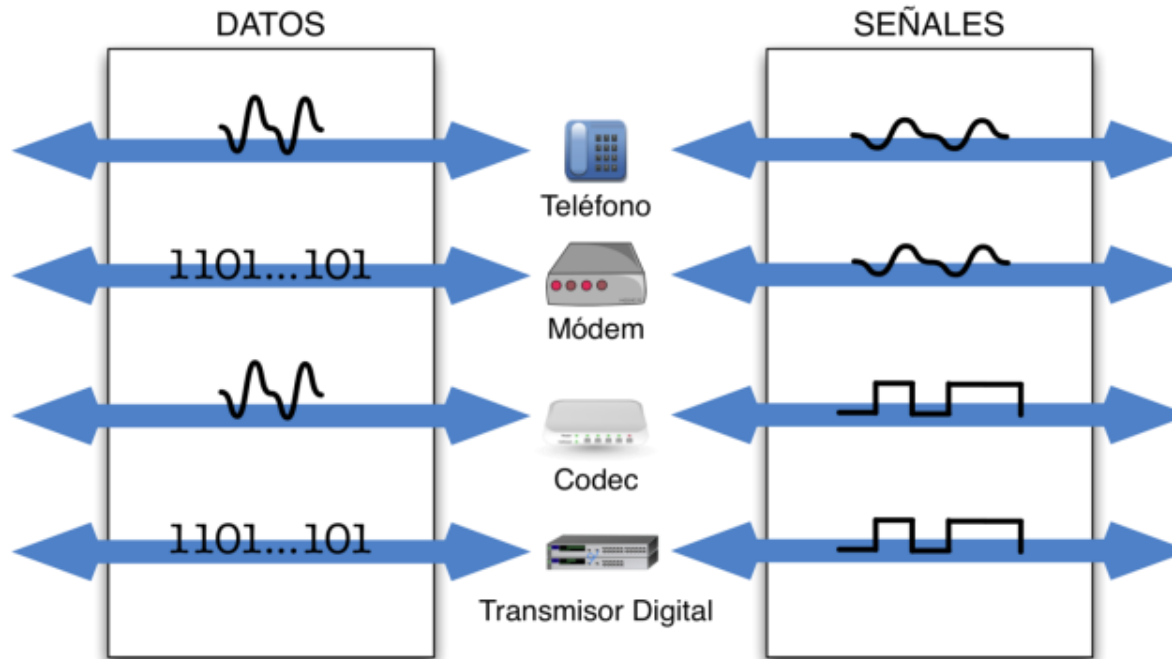 DATOS
SEÑALES
Teléfono
1101...101
Módem
Codec
1101...101
Transmisor Digital